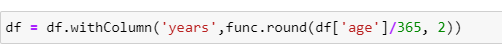 df = df.withColumn('years',func.round(df['age']/365, 2))